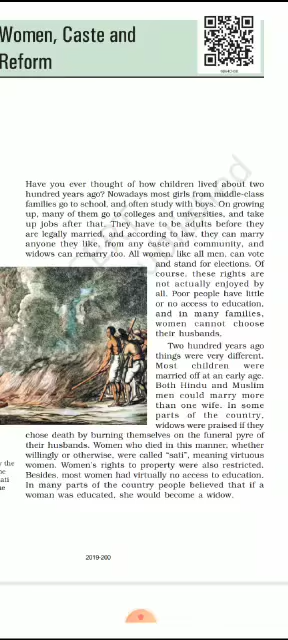 Women, Caste and
Reform
Have you ever thought of how children lived about two
hundred years ago? Nowadays most girls from middle-class
families go to school, and often study with boys. On growing
up, many of them go to colleges and universities, and take
up jobs after that. They have to be adults before they
are legally married, and according to law, they can marry
anyone they like, from any caste and community, and
widows can remarry too. All women, like all men, can vote
and stand for elections. Of
course, these rights are
not actually enjoyed by
all. Poor people have little
or no access to education,
and in many families,
women cannot choose
their husbands.
Two hundred years ago
things were very different.
Most children were
married off at an early age.
Both Hindu and Muslim
men could marry more
than one wife. In some
parts of the country,
widows were praised if they
chose death by burning themselves on the funeral pyre of
their husbands. Women who died in this manner, whether
willingly or otherwise, were called “sati”, meaning virtuous
women. Women's rights to property were also restricted.
Besides, most women had virtually no access to education.
In many parts of the country people believed that if a
woman was educated, she would become a widow.
the
2019-200